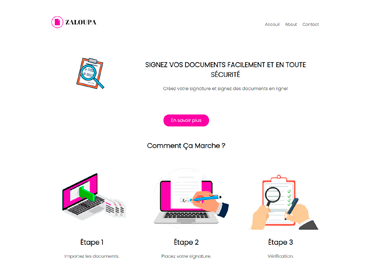 ZALOUPA
Accueil About Contact
SIGNEZ VOS DOCUMENTS FACILEMENT ET EN TOUTE
SÉCURITÉ
Créez votre signature et signez des documents en ligne!
En savoir plus
Comment Ça Marche ?
Étape 1 Étape 2 Étape 3
Importez les documents. Placez votre signature. Vérification.